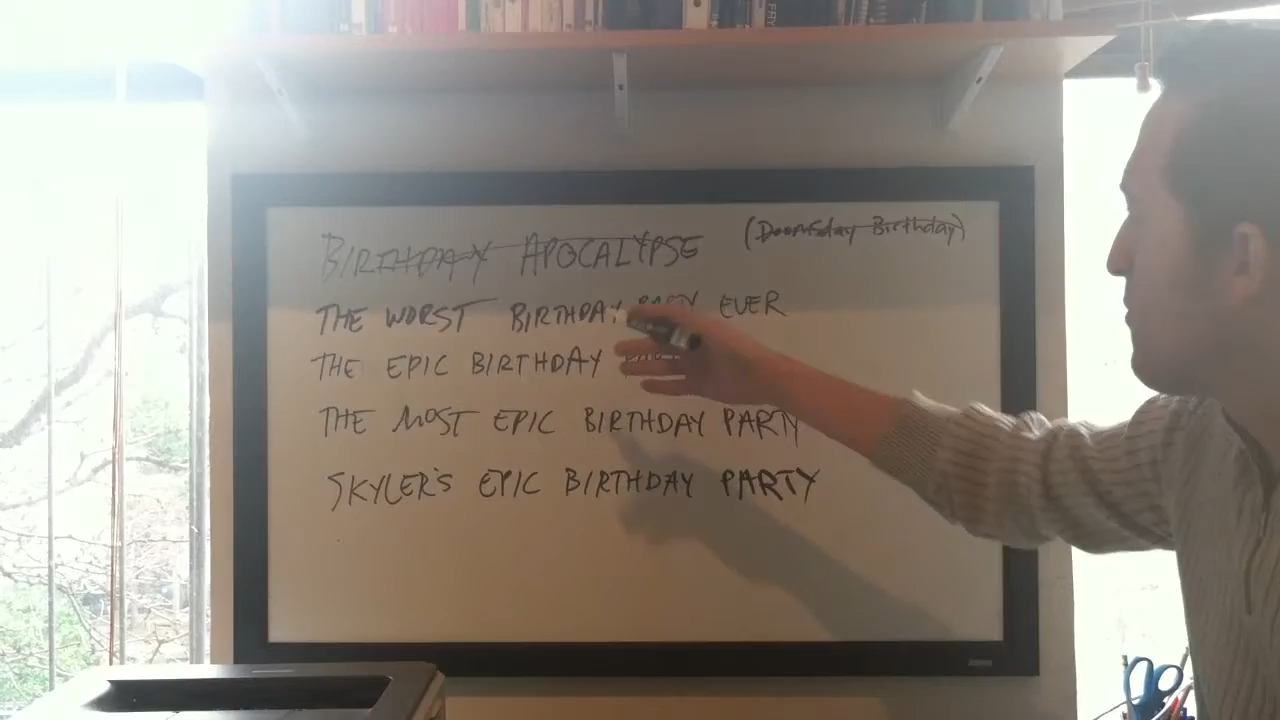 BIRTHDAY APOCALYPSE (Doomsday Birthday)
THE WORST BIRTHDAY PARTY EVER
THE EPIC BIRTHDAY
THE MOST EPIC BIRTHDAY PARTY
SKYLER'S EPIC BIRTHDAY PARTY